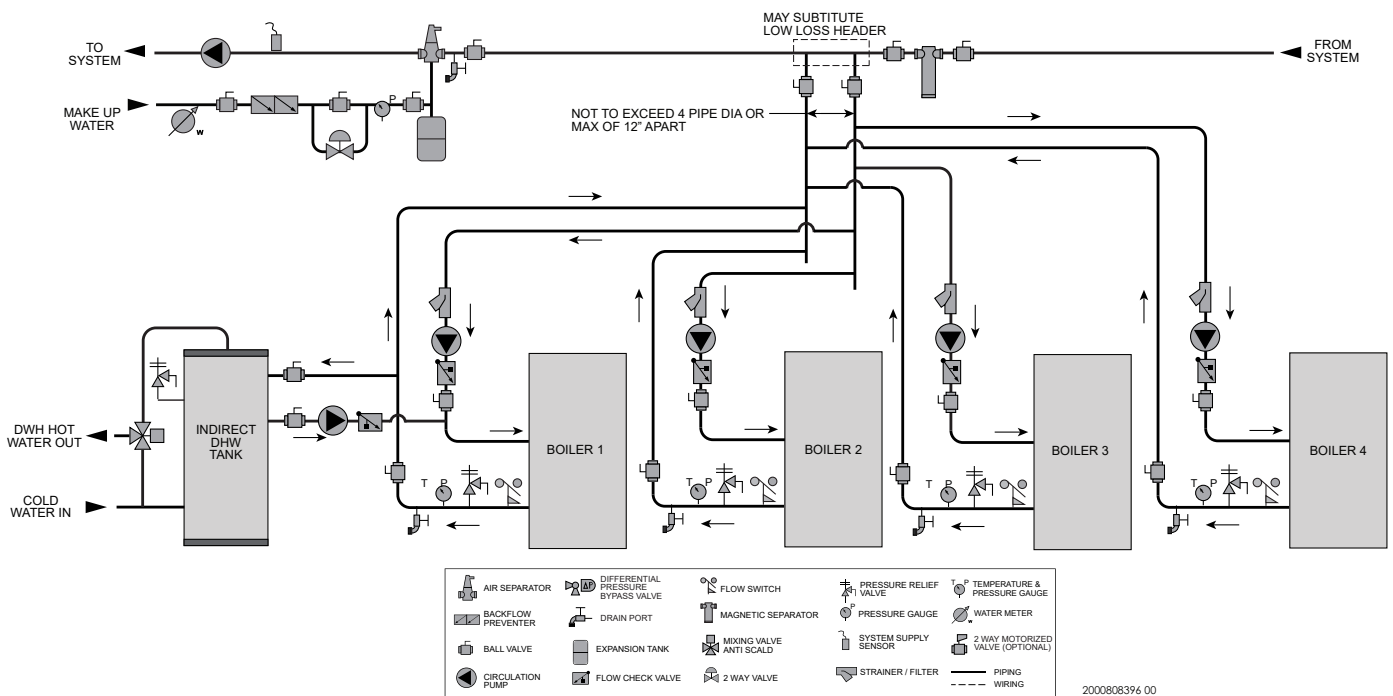 MAY SUBTITUTE
LOW LOSS HEADER
TO
SYSTEM
FROM
SYSTEM
MAKE UP
WATER
W
P
NOT TO EXCEED 4 PIPE DIA OR
MAX OF 12" APART
DWH HOT
WATER OUT
COLD
WATER IN
INDIRECT
DHW
TANK
BOILER 1
BOILER 2
BOILER 3
BOILER 4
T P
T P
T P
T P
AIR SEPARATOR
DIFFERENTIAL
PRESSURE
BYPASS VALVE
ΔP
FLOW SWITCH
PRESSURE RELIEF
VALVE
T P
TEMPERATURE &
PRESSURE GAUGE
BACKFLOW
PREVENTER
DRAIN PORT
MAGNETIC SEPARATOR
P
PRESSURE GAUGE
W
WATER METER
BALL VALVE
EXPANSION TANK
MIXING VALVE
ANTI SCALD
SYSTEM SUPPLY
SENSOR
2 WAY MOTORIZED
VALVE (OPTIONAL)
CIRCULATION
PUMP
FLOW CHECK VALVE
2 WAY VALVE
STRAINER / FILTER
PIPING
WIRING
2000808396 00